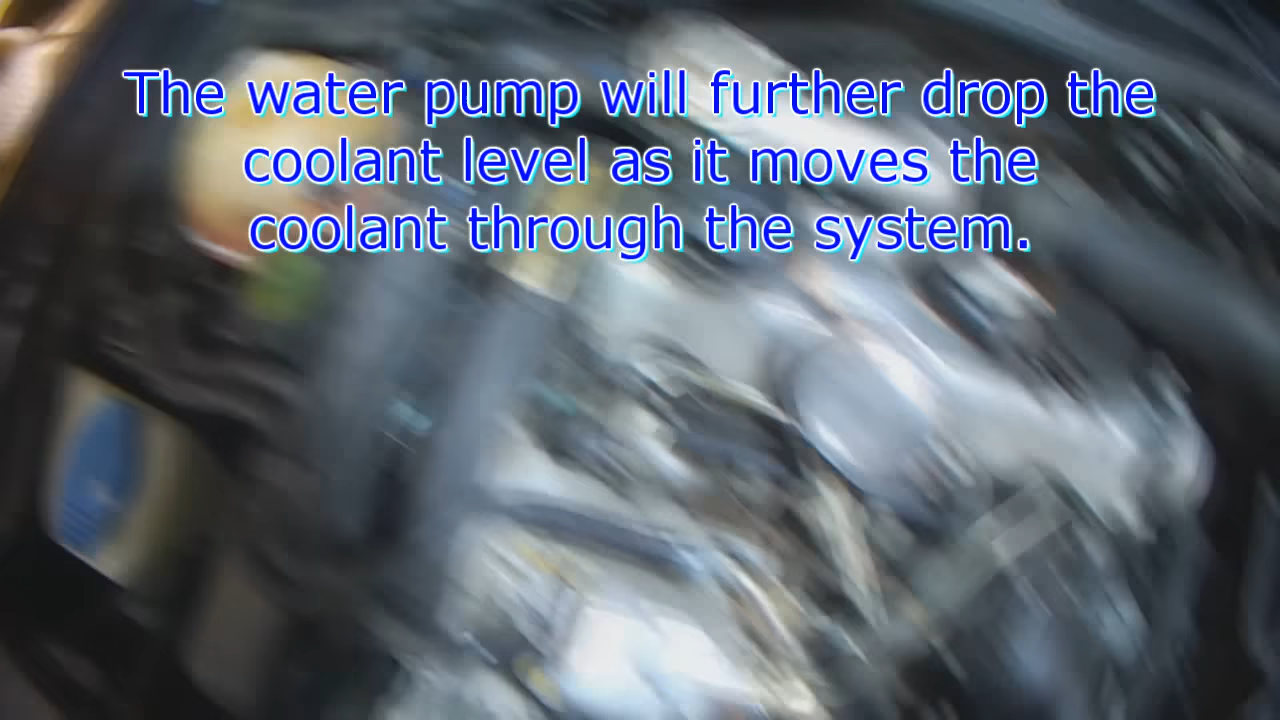 The water pump will further drop the
coolant level as it moves the
coolant through the system.